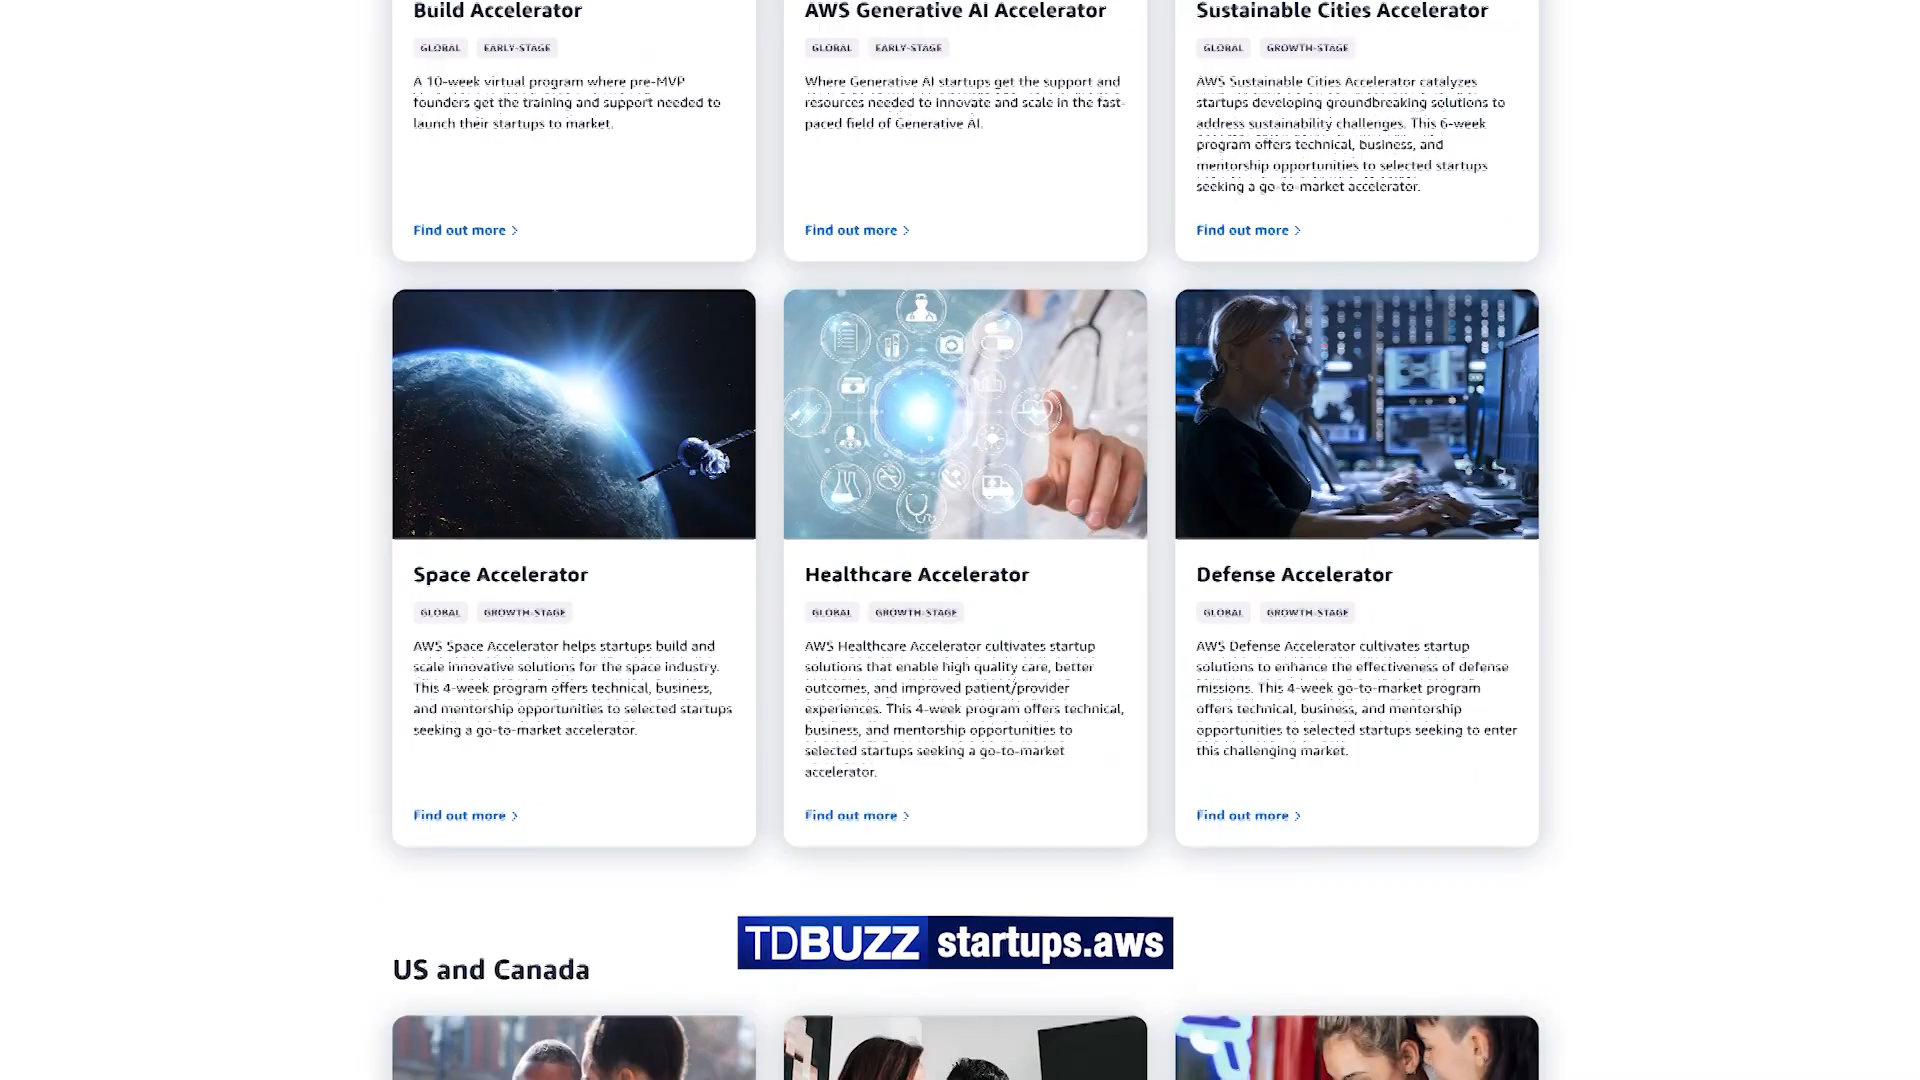 Build Accelerator
GLOBAL EARLY-STAGE
A 10-week virtual program where pre-MVP
founders get the training and support needed to
launch their startups to market.
Find out more >
AWS Generative AI Accelerator
GLOBAL EARLY-STAGE
Where Generative AI startups get the support and
resources needed to innovate and scale in the fast-
paced field of Generative AI.
Find out more >
Sustainable Cities Accelerator
GLOBAL GROWTH-STAGE
AWS Sustainable Cities Accelerator catalyzes
startups developing groundbreaking solutions to
address sustainability challenges. This 6-week
program offers technical, business, and
mentorship opportunities to selected startups
seeking a go-to-market accelerator.
Find out more >
Space Accelerator
GLOBAL GROWTH-STAGE
AWS Space Accelerator helps startups build and
scale innovative solutions for the space industry.
This 4-week program offers technical, business,
and mentorship opportunities to selected startups
seeking a go-to-market accelerator.
Find out more >
Healthcare Accelerator
GLOBAL GROWTH-STAGE
AWS Healthcare Accelerator cultivates startup
solutions that enable high quality care, better
outcomes, and improved patient/provider
experiences. This 4-week program offers technical,
business, and mentorship opportunities to
selected startups seeking a go-to-market
accelerator.
Find out more >
Defense Accelerator
GLOBAL GROWTH-STAGE
AWS Defense Accelerator cultivates startup
solutions to enhance the effectiveness of defense
missions. This 4-week go-to-market program
offers technical, business, and mentorship
opportunities to selected startups seeking to enter
this challenging market.
Find out more >
TDBUZZ startups.aws
US and Canada